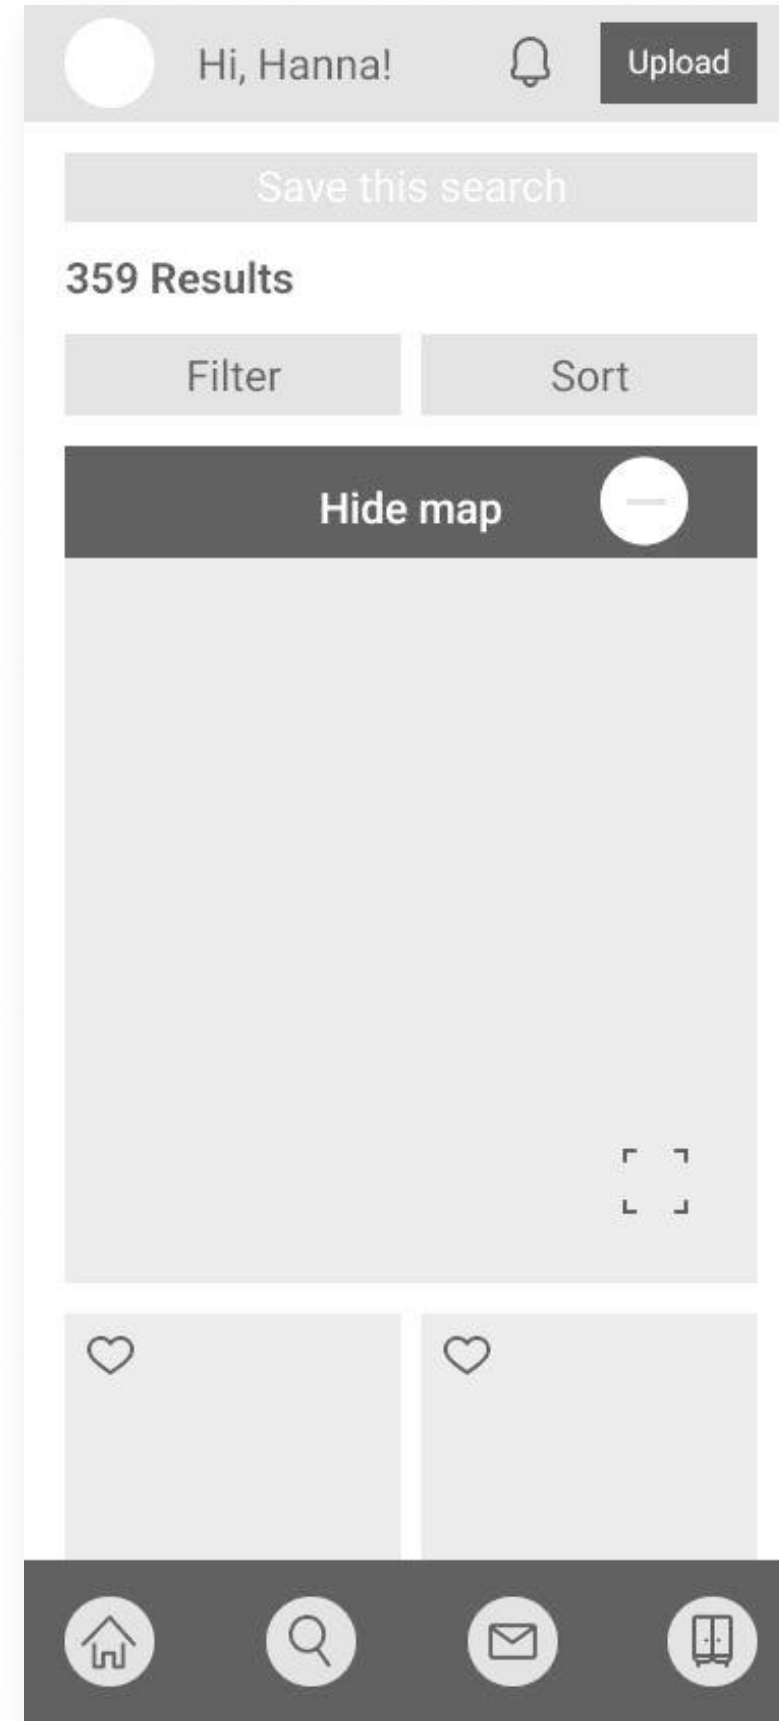 Hi, Hanna!
Upload
Save this search
359 Results
Filter
Sort
Hide map